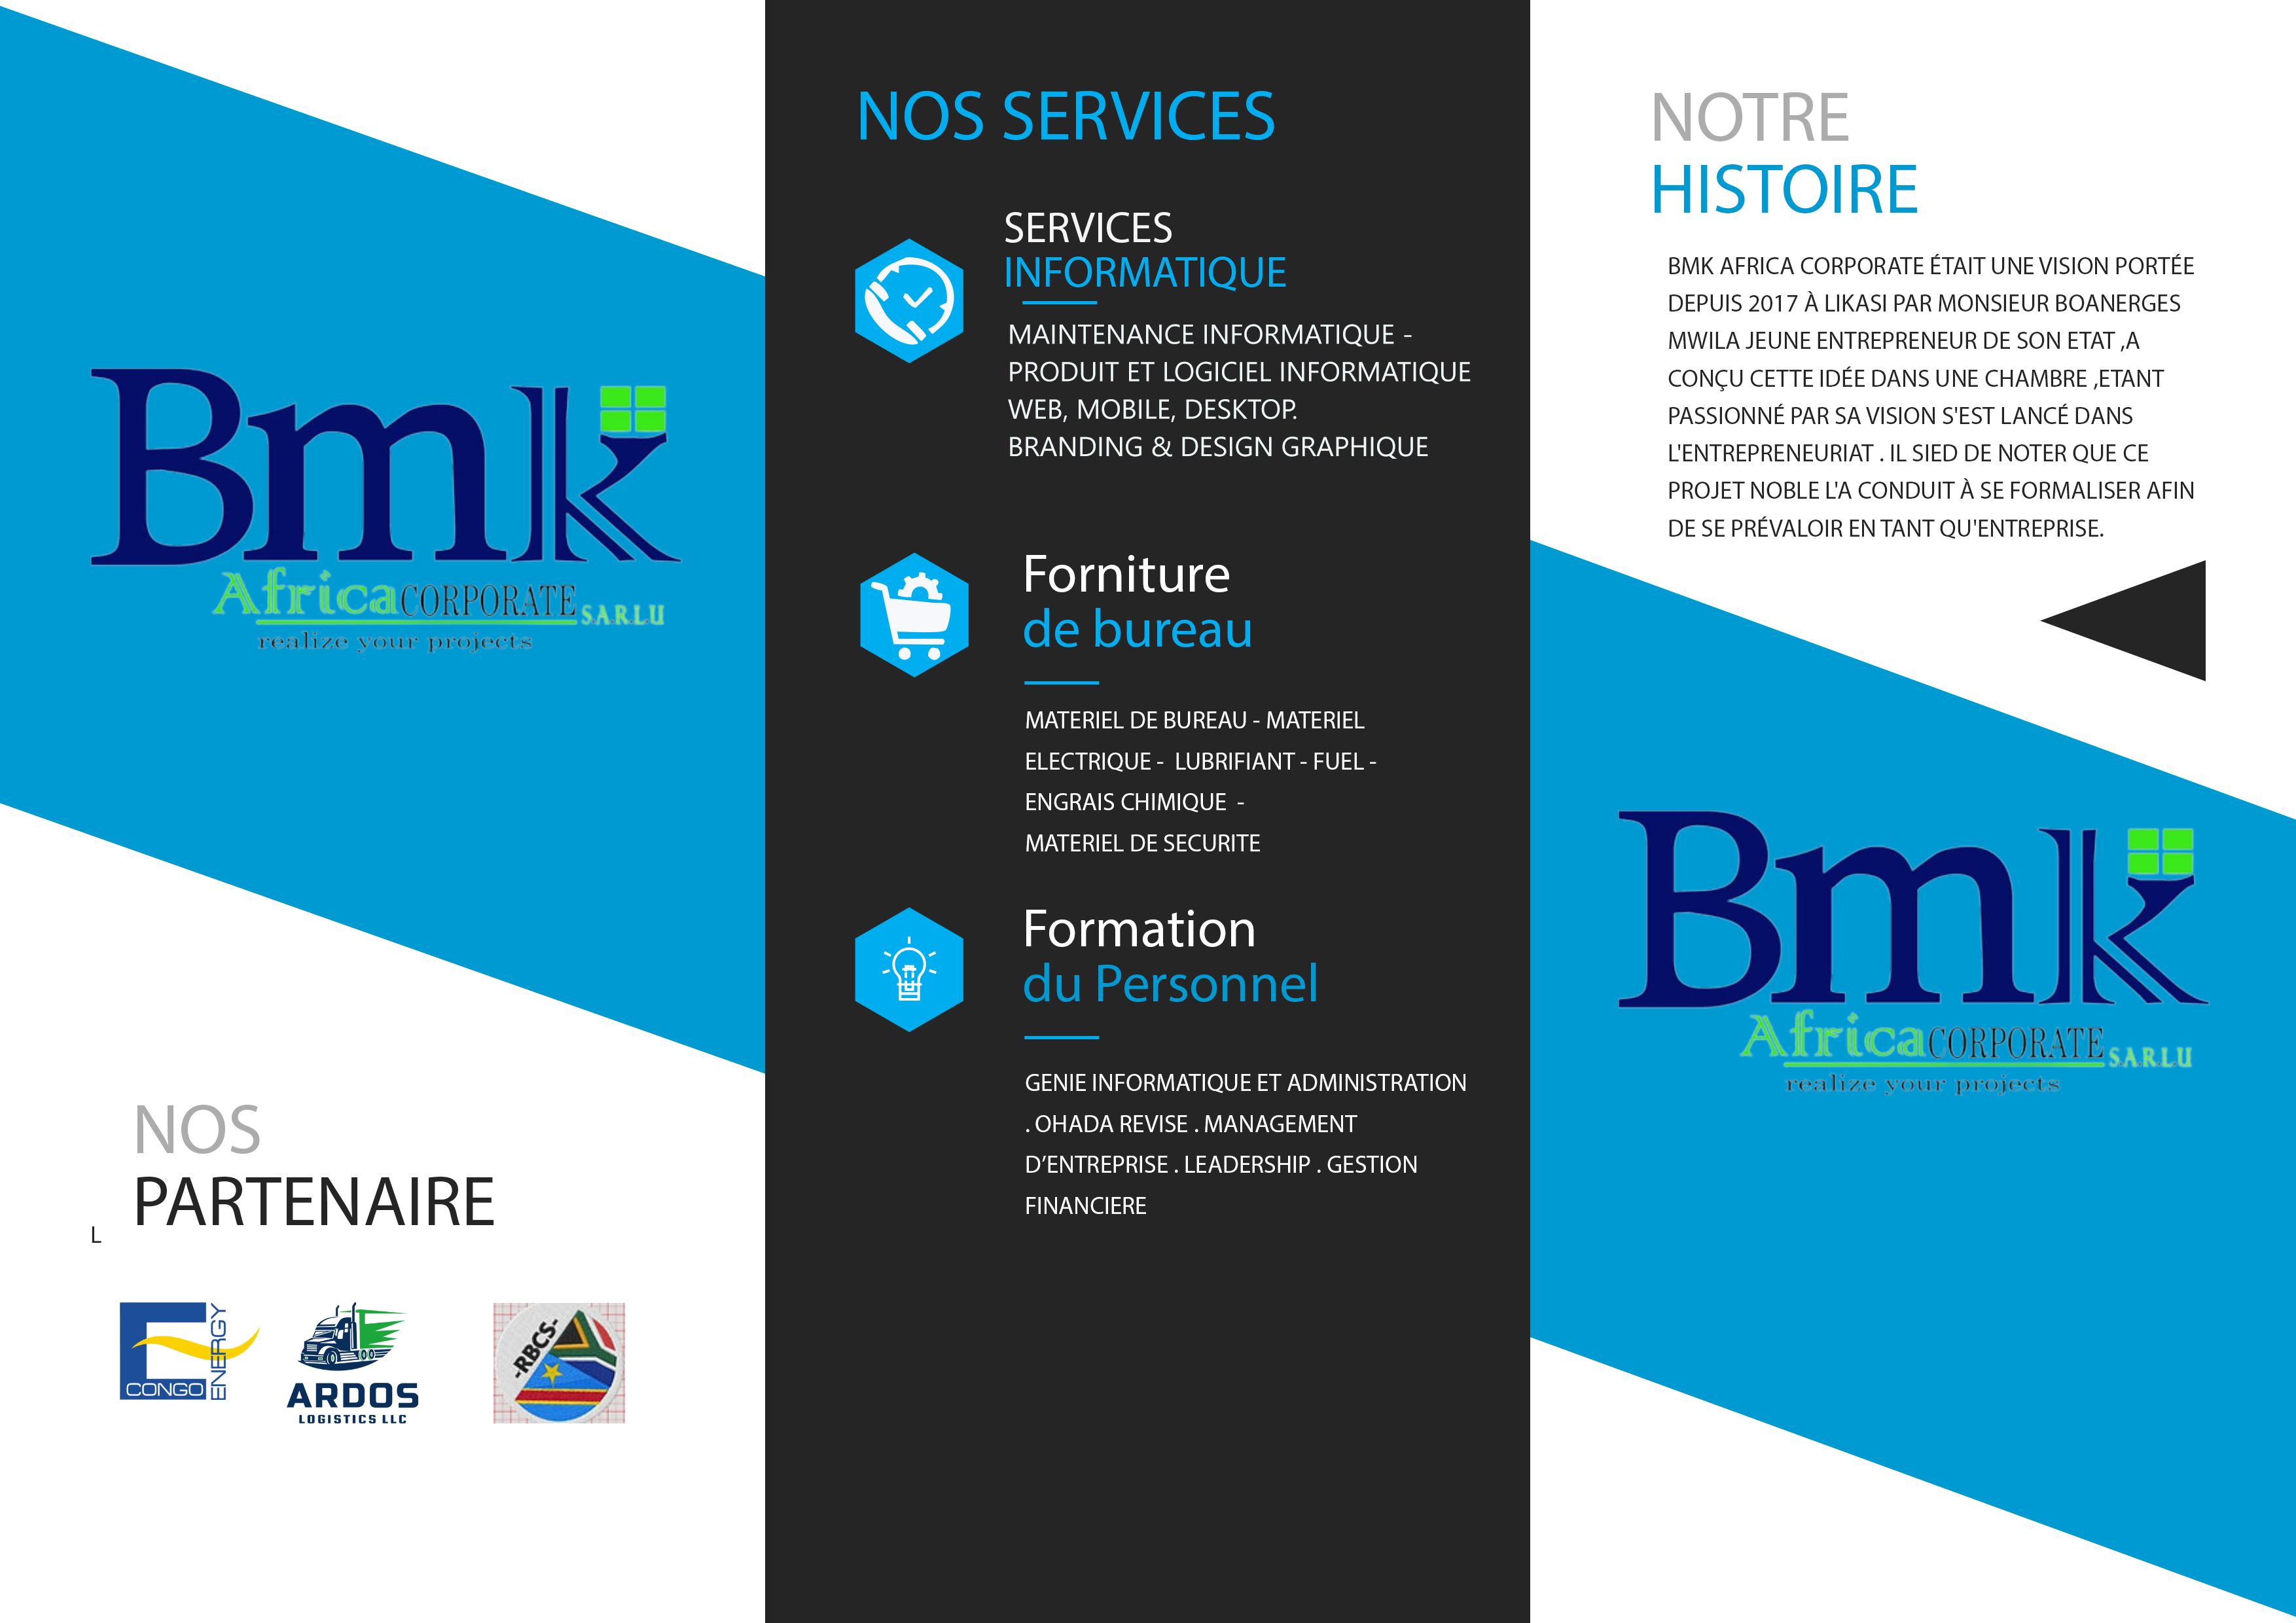 Bmk
Africa CORPORATE S.A.R.L.U
realize your projects
NOS
PARTENAIRE
L
CONGO ENERGY
ARDOS
LOGISTICS LLC
-RBCS-
NOS SERVICES
SERVICES
INFORMATIQUE
MAINTENANCE INFORMATIQUE -
PRODUIT ET LOGICIEL INFORMATIQUE
WEB, MOBILE, DESKTOP.
BRANDING & DESIGN GRAPHIQUE
Forniture
de bureau
MATERIEL DE BUREAU - MATERIEL
ELECTRIQUE - LUBRIFIANT - FUEL -
ENGRAIS CHIMIQUE -
MATERIEL DE SECURITE
Formation
du Personnel
GENIE INFORMATIQUE ET ADMINISTRATION
. OHADA REVISE . MANAGEMENT
D’ENTREPRISE . LEADERSHIP . GESTION
FINANCIERE
NOTRE
HISTOIRE
BMK AFRICA CORPORATE ÉTAIT UNE VISION PORTÉE
DEPUIS 2017 À LIKASI PAR MONSIEUR BOANERGES
MWILA JEUNE ENTREPRENEUR DE SON ETAT ,A
CONÇU CETTE IDÉE DANS UNE CHAMBRE ,ETANT
PASSIONNÉ PAR SA VISION S'EST LANCÉ DANS
L'ENTREPRENEURIAT . IL SIED DE NOTER QUE CE
PROJET NOBLE L'A CONDUIT À SE FORMALISER AFIN
DE SE PRÉVALOIR EN TANT QU'ENTREPRISE.
Bmk
Africa CORPORATE S.A.R.L.U
realize your projects